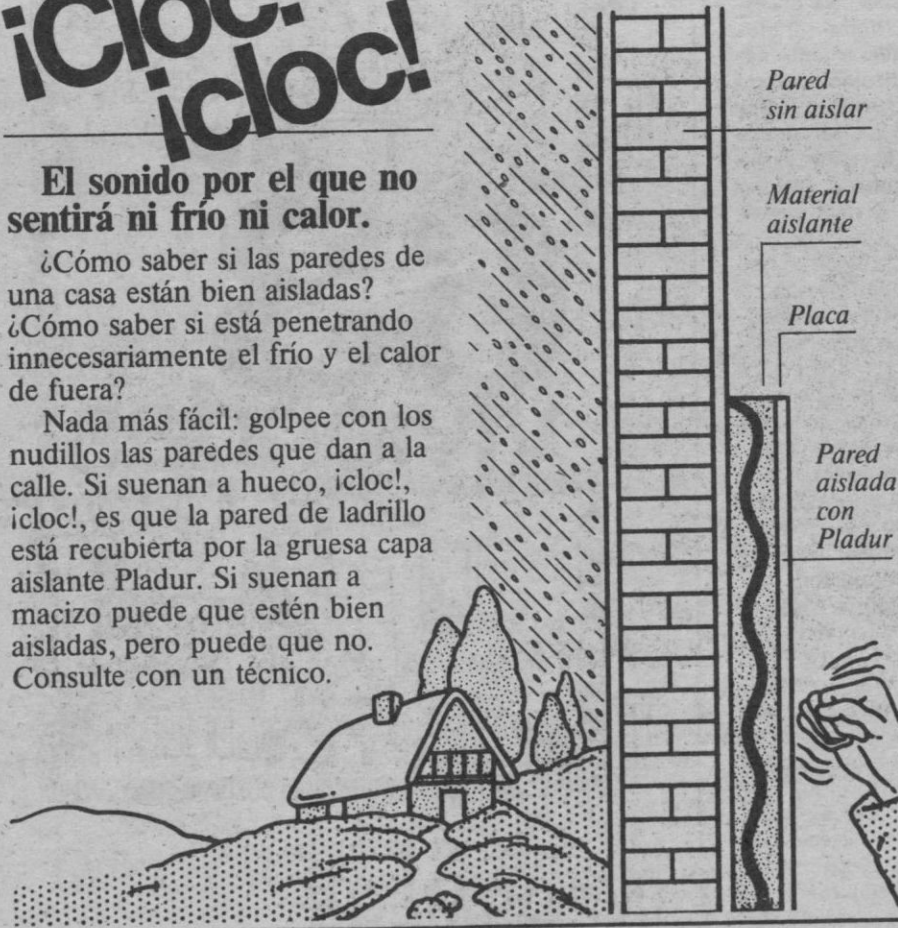 ¡Cloc!
¡cloc!
El sonido por el que no
sentirá ni frío ni calor.
¿Cómo saber si las paredes de
una casa están bien aisladas?
¿Cómo saber si está penetrando
innecesariamente el frío y el calor
de fuera?
Nada más fácil: golpee con los
nudillos las paredes que dan a la
calle. Si suenan a hueco, ¡cloc!,
¡cloc!, es que la pared de ladrillo
está recubierta por la gruesa capa
aislante Pladur. Si suenan a
macizo puede que estén bien
aisladas, pero puede que no.
Consulte con un técnico.
Pared
sin aislar
Material
aislante
Placa
Pared
aislada
con
Pladur